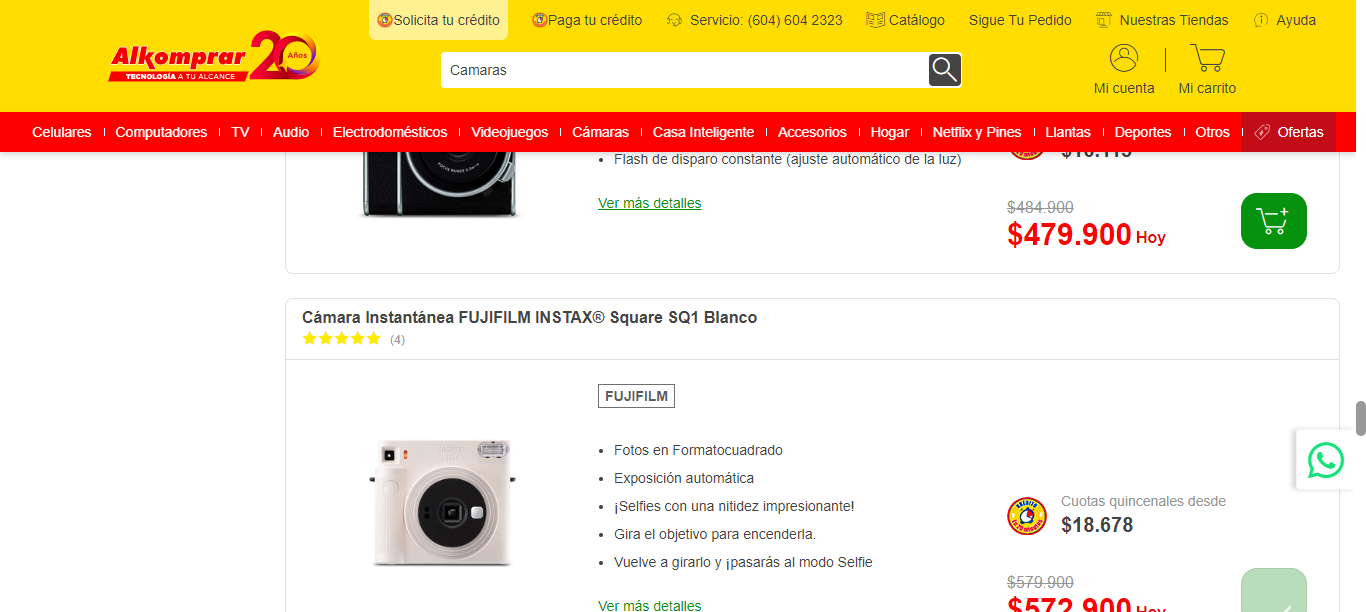 Solicita tu crédito
Paga tu crédito
Servicio: (604) 604 2323
Catálogo
Sigue Tu Pedido
Nuestras Tiendas
Ayuda
Alkomprar 20 Años
TECNOLOGÍA A TU ALCANCE
Camaras
Mi cuenta
Mi carrito
Celulares
Computadores
TV
Audio
Electrodomésticos
Videojuegos
Cámaras
Casa Inteligente
Accesorios
Hogar
Netflix y Pines
Llantas
Deportes
Otros
Ofertas
• Flash de disparo constante (ajuste automático de la luz)
Ver más detalles
$484.900
$479.900 Hoy
Cámara Instantánea FUJIFILM INSTAX® Square SQ1 Blanco
(4)
FUJIFILM
• Fotos en Formatocuadrado
• Exposición automática
• ¡Selfies con una nitidez impresionante!
• Gira el objetivo para encenderla.
• Vuelve a girarlo y ¡pasarás al modo Selfie
Ver más detalles
Cuotas quincenales desde
$18.678
$579.900
$572.900 Hoy